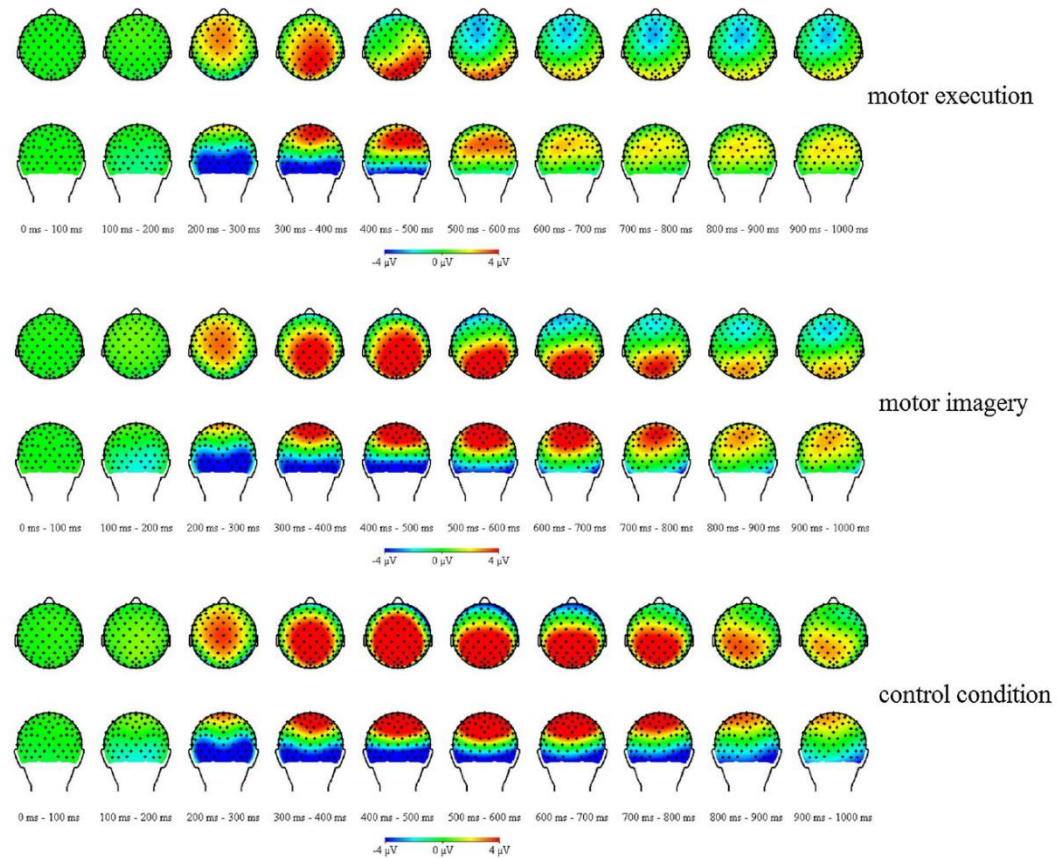 motor execution
0 ms - 100 ms 100 ms - 200 ms 200 ms - 300 ms 300 ms - 400 ms 400 ms - 500 ms 500 ms - 600 ms 600 ms - 700 ms 700 ms - 800 ms 800 ms - 900 ms 900 ms - 1000 ms
-4 µV 0 µV 4 µV
motor imagery
0 ms - 100 ms 100 ms - 200 ms 200 ms - 300 ms 300 ms - 400 ms 400 ms - 500 ms 500 ms - 600 ms 600 ms - 700 ms 700 ms - 800 ms 800 ms - 900 ms 900 ms - 1000 ms
-4 µV 0 µV 4 µV
control condition
0 ms - 100 ms 100 ms - 200 ms 200 ms - 300 ms 300 ms - 400 ms 400 ms - 500 ms 500 ms - 600 ms 600 ms - 700 ms 700 ms - 800 ms 800 ms - 900 ms 900 ms - 1000 ms
-4 µV 0 µV 4 µV